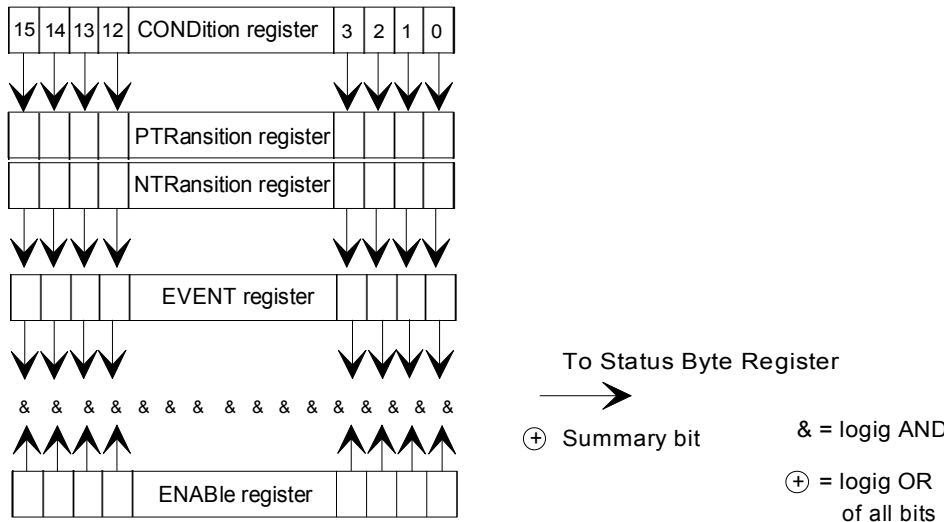 15 14 13 12 CONDition register 3 2 1 0
PTRansition register
NTRansition register
EVENT register
& & & & & & & & & & & & & & & &
ENABle register
To Status Byte Register
⊕ Summary bit
& = logig AND
⊕ = logig OR
of all bits